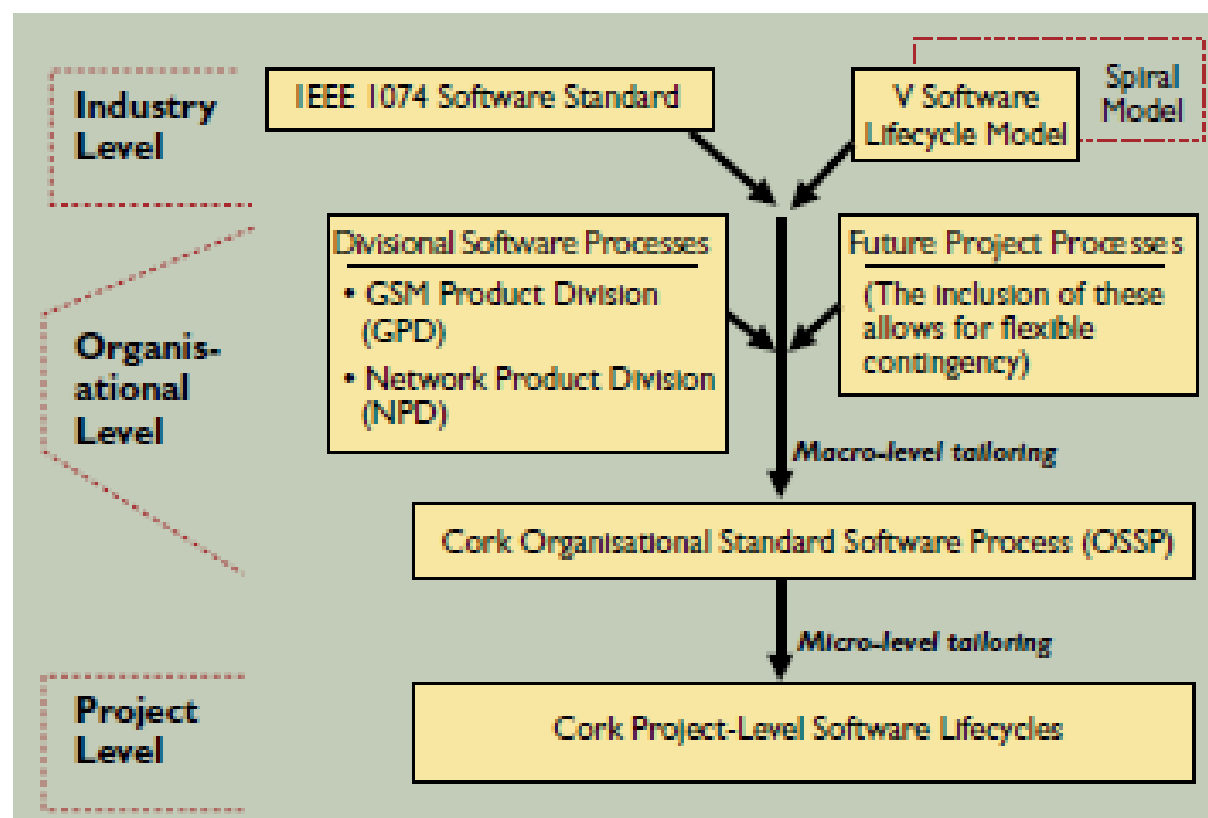 Industry
Level
IEEE 1074 Software Standard
V Software
Lifecycle Model
Spiral
Model
Organis-
ational
Level
Divisional Software Processes
• GSM Product Division
(GPD)
• Network Product Division
(NPD)
Future Project Processes
(The inclusion of these
allows for flexible
contingency)
Macro-level tailoring
Cork Organisational Standard Software Process (OSSP)
Micro-level tailoring
Project
Level
Cork Project-Level Software Lifecycles